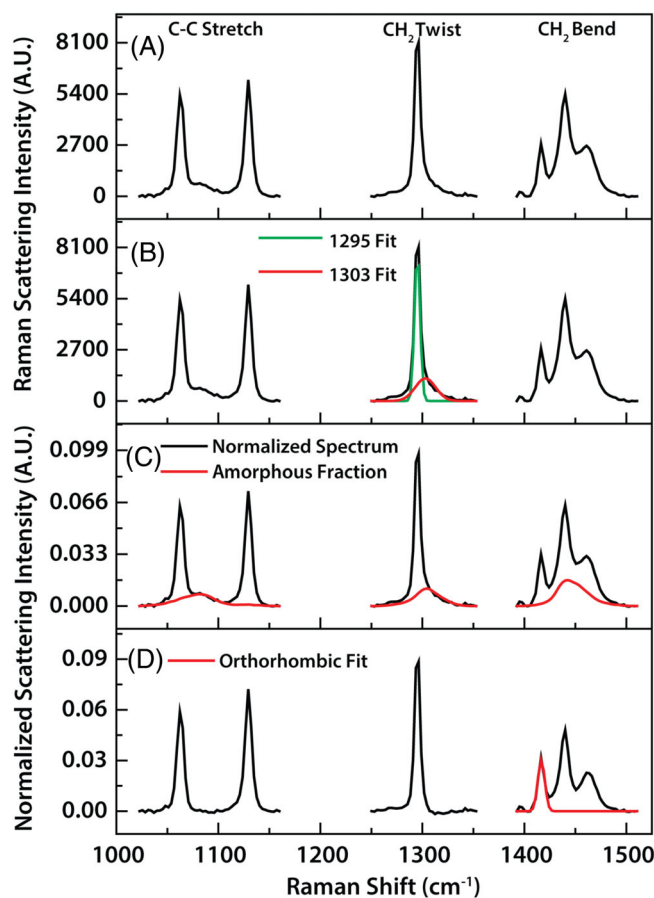 C-C Stretch
CH2 Twist
CH2 Bend
(A)
8100
5400
2700
0
Raman Scattering Intensity (A.U.)
(B)
8100
5400
2700
0
1295 Fit
1303 Fit
(C)
0.099
0.066
0.033
0.000
Normalized Spectrum
Amorphous Fraction
Normalized Scattering Intensity (A.U.)
(D)
0.09
0.06
0.03
0.00
Orthorhombic Fit
1000 1100 1200 1300 1400 1500
Raman Shift (cm-1)